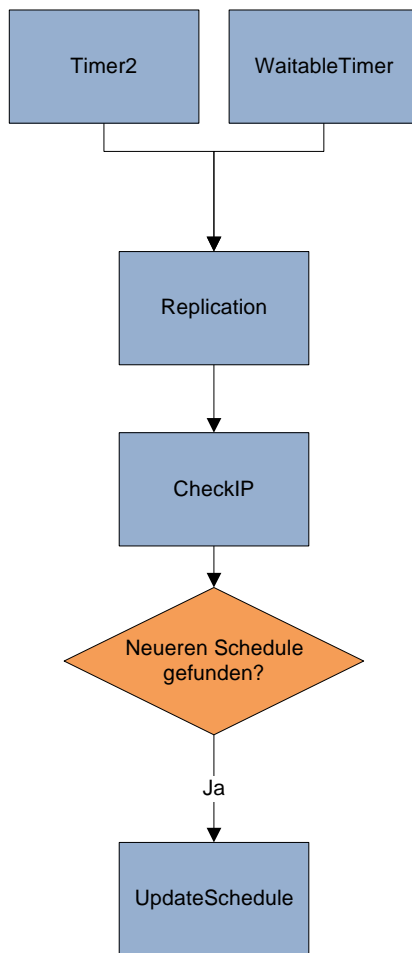 Timer2
WaitableTimer
Replication
CheckIP
Neueren Schedule
gefunden?
Ja
UpdateSchedule